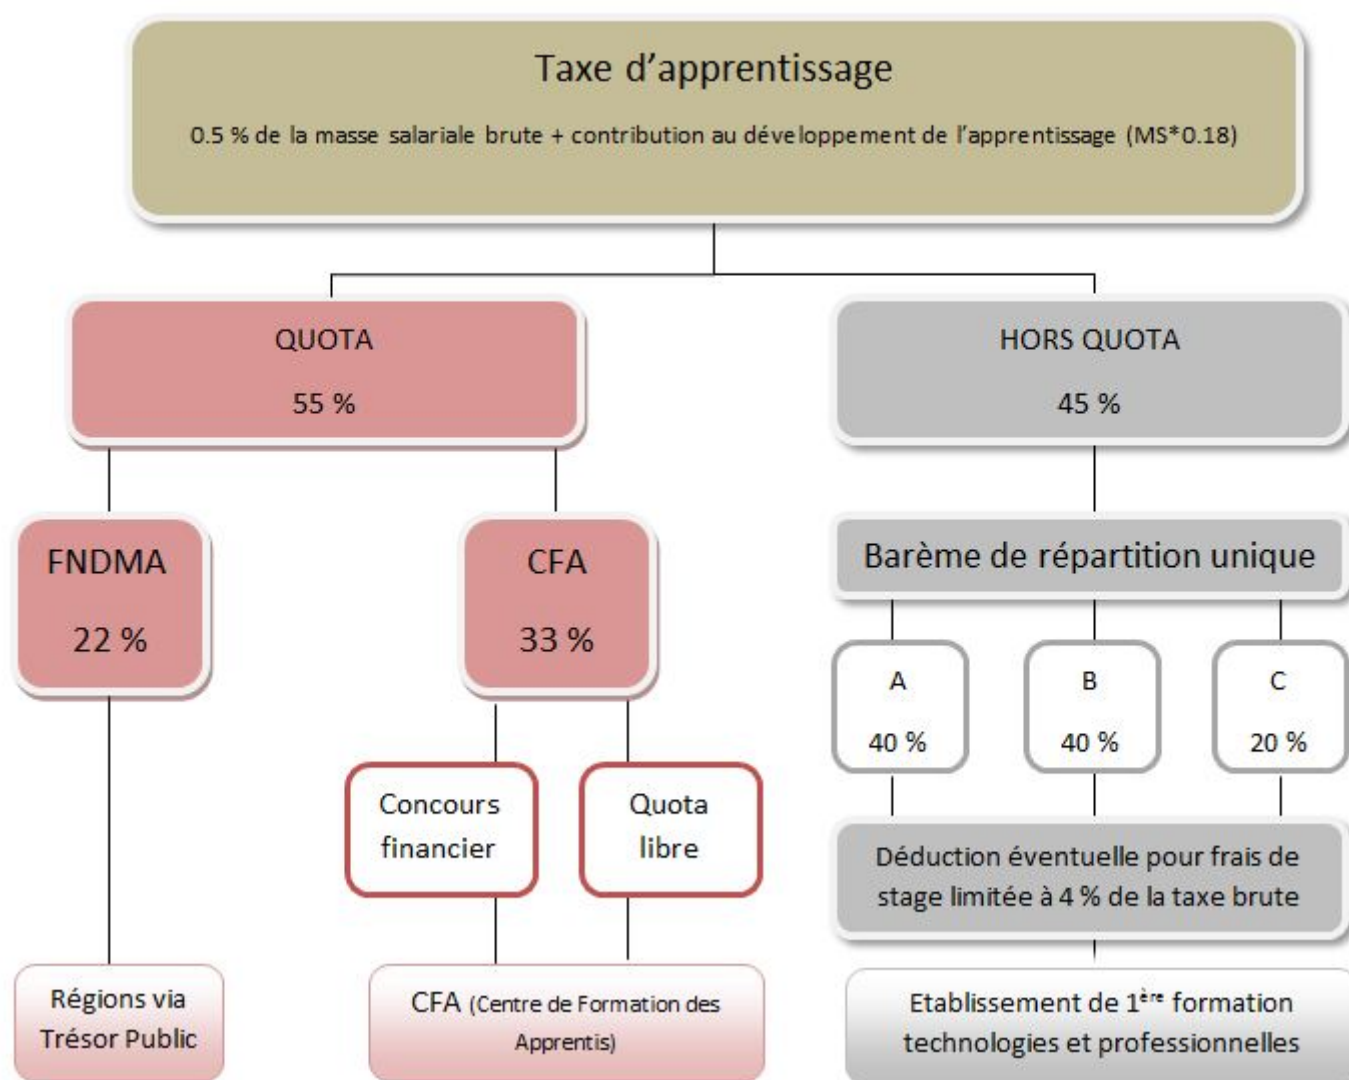 Taxe d'apprentissage
0.5 % de la masse salariale brute + contribution au développement de l'apprentissage (MS*0.18)
QUOTA
55 %
HORS QUOTA
45 %
FNDMA
22 %
CFA
33 %
Barème de répartition unique
A
40 %
B
40 %
C
20 %
Concours
financier
Quota
libre
Déduction éventuelle pour frais de
stage limitée à 4 % de la taxe brute
Régions via
Trésor Public
CFA (Centre de Formation des
Apprentis)
Etablissement de 1ère formation
technologies et professionnelles